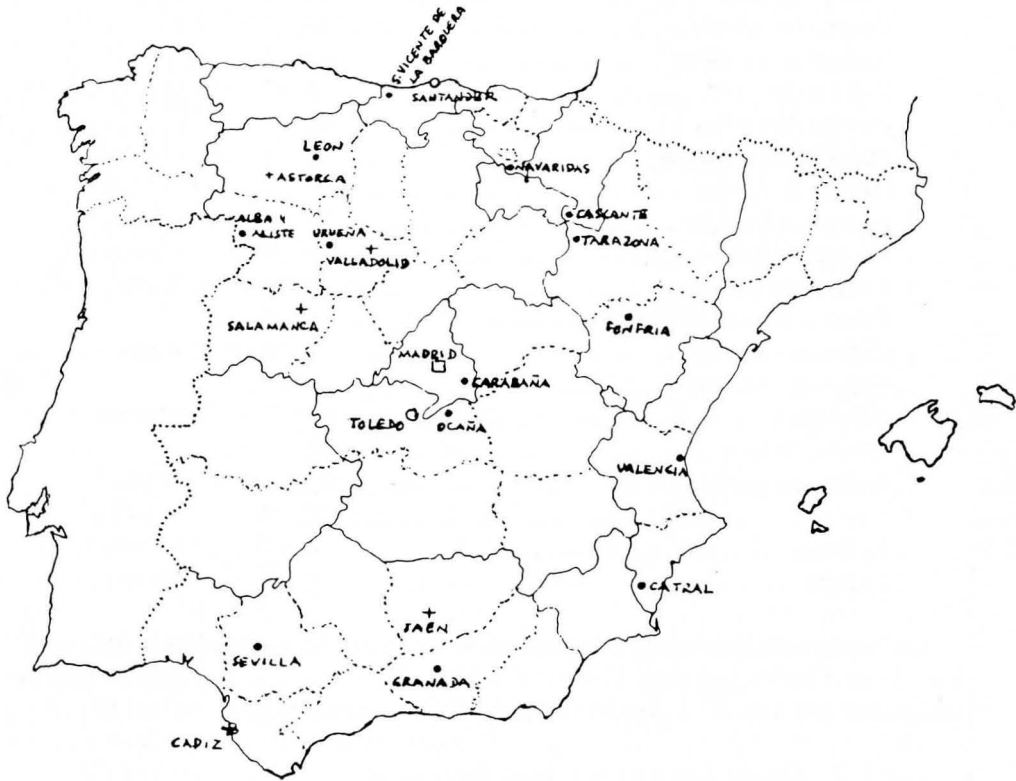 S. VICENTE DE
LA BARQUERA
SANTANDER
LEON
ASTORGA
NAVARIDAS
ALBA Y
ALISTE
URUEÑA
VALLADOLID
CASCANTE
TARAZONA
SALAMANCA
FONFRIA
MADRID
CARABAÑA
TOLEDO
OCAÑA
VALENCIA
CATRAL
JAEN
SEVILLA
GRANADA
CADIZ